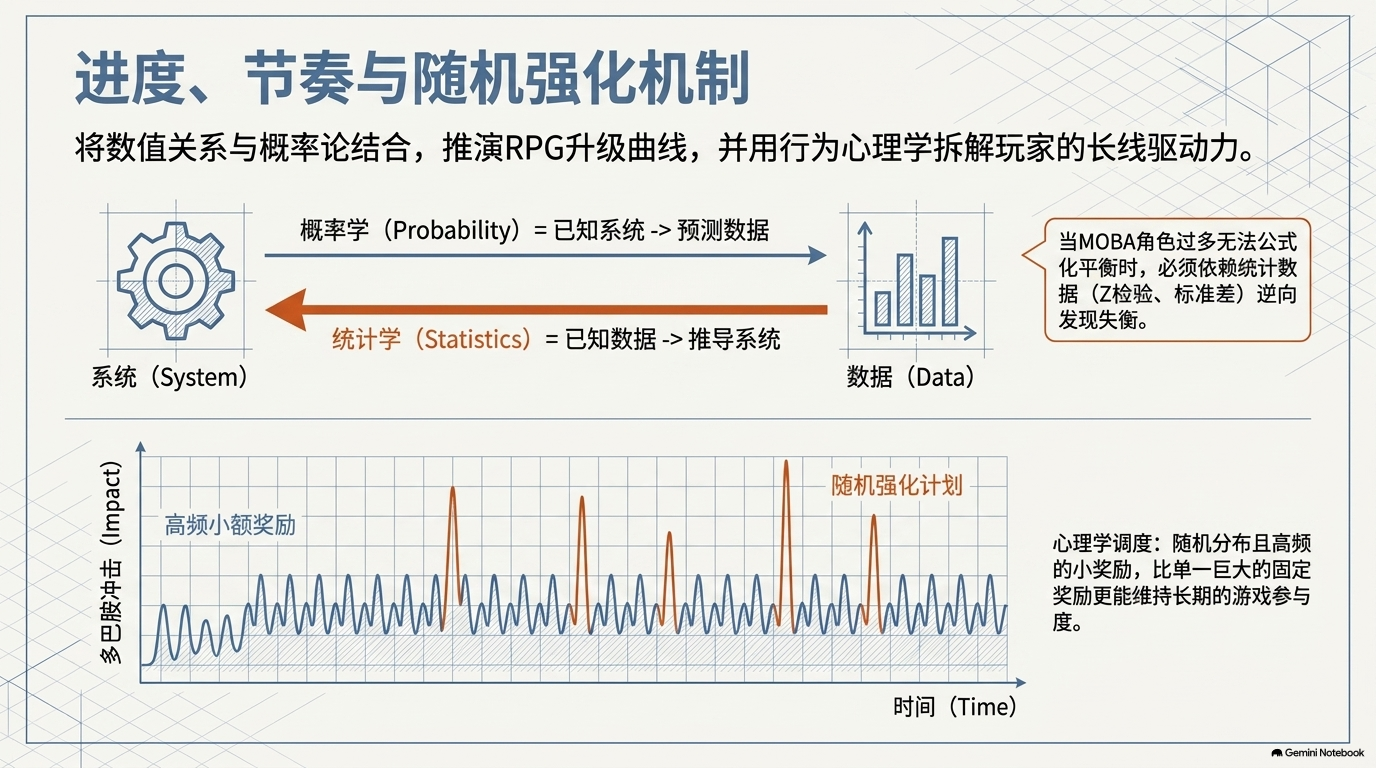 进度、节奏与随机强化机制
将数值关系与概率论结合，推演RPG升级曲线，并用行为心理学拆解玩家的长线驱动力。
概率学（Probability）= 已知系统 -> 预测数据
统计学（Statistics）= 已知数据 -> 推导系统
系统（System）
数据（Data）
当MOBA角色过多无法公式
化平衡时，必须依赖统计数
据（Z检验、标准差）逆向
发现失衡。
多巴胺冲击（Impact）
高频小额奖励
随机强化计划
时间（Time）
心理学调度：随机分布且高频
的小奖励，比单一巨大的固定
奖励更能维持长期的游戏参与
度。
Gemini Notebook